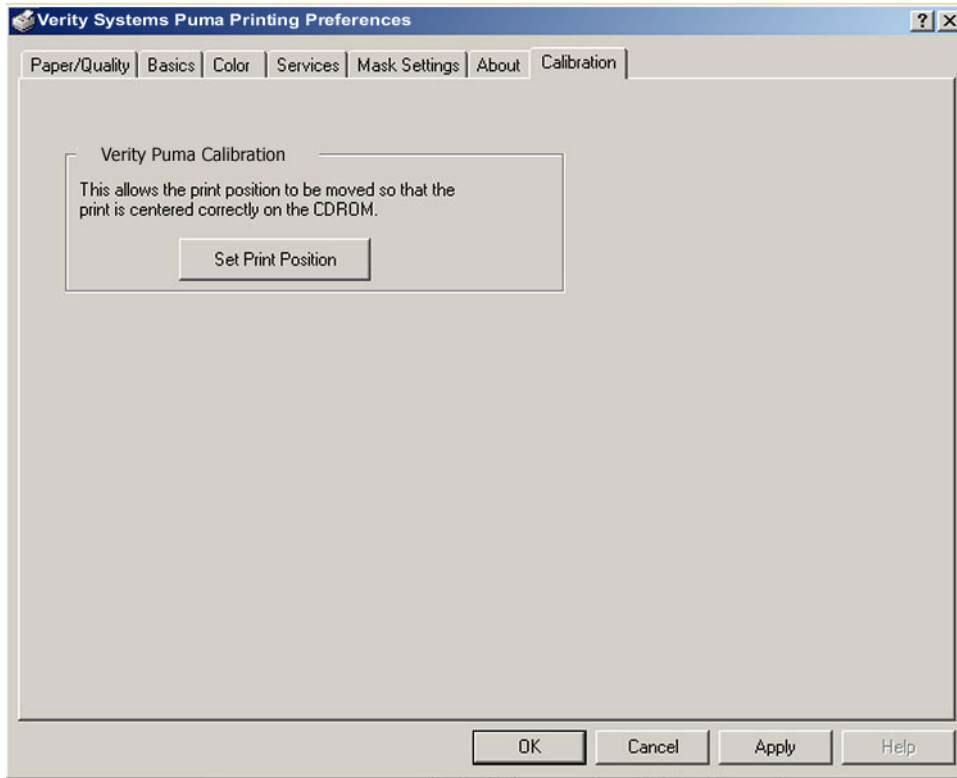 Verity Systems Puma Printing Preferences
Paper/Quality Basics Color Services Mask Settings About Calibration
Verity Puma Calibration
This allows the print position to be moved so that the
print is centered correctly on the CDROM.
Set Print Position
OK Cancel Apply Help